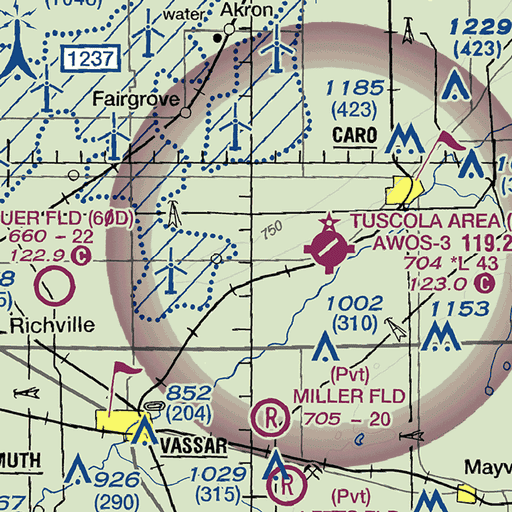 water
Akron
1229
(423)
1237
1185
(423)
Fairgrove
CARO
UER FLD (60D)
660 - 22
122.9 C
750
TUSCOLA AREA (
AWOS-3 119.2
704 *L 43
123.0 C
Richville
1002
(310)
1153
(Pvt)
MILLER FLD
705 - 20
R
852
(204)
VASSAR
MUTH
926
(290)
1029
(315)
R
(Pvt)
Mayv
67